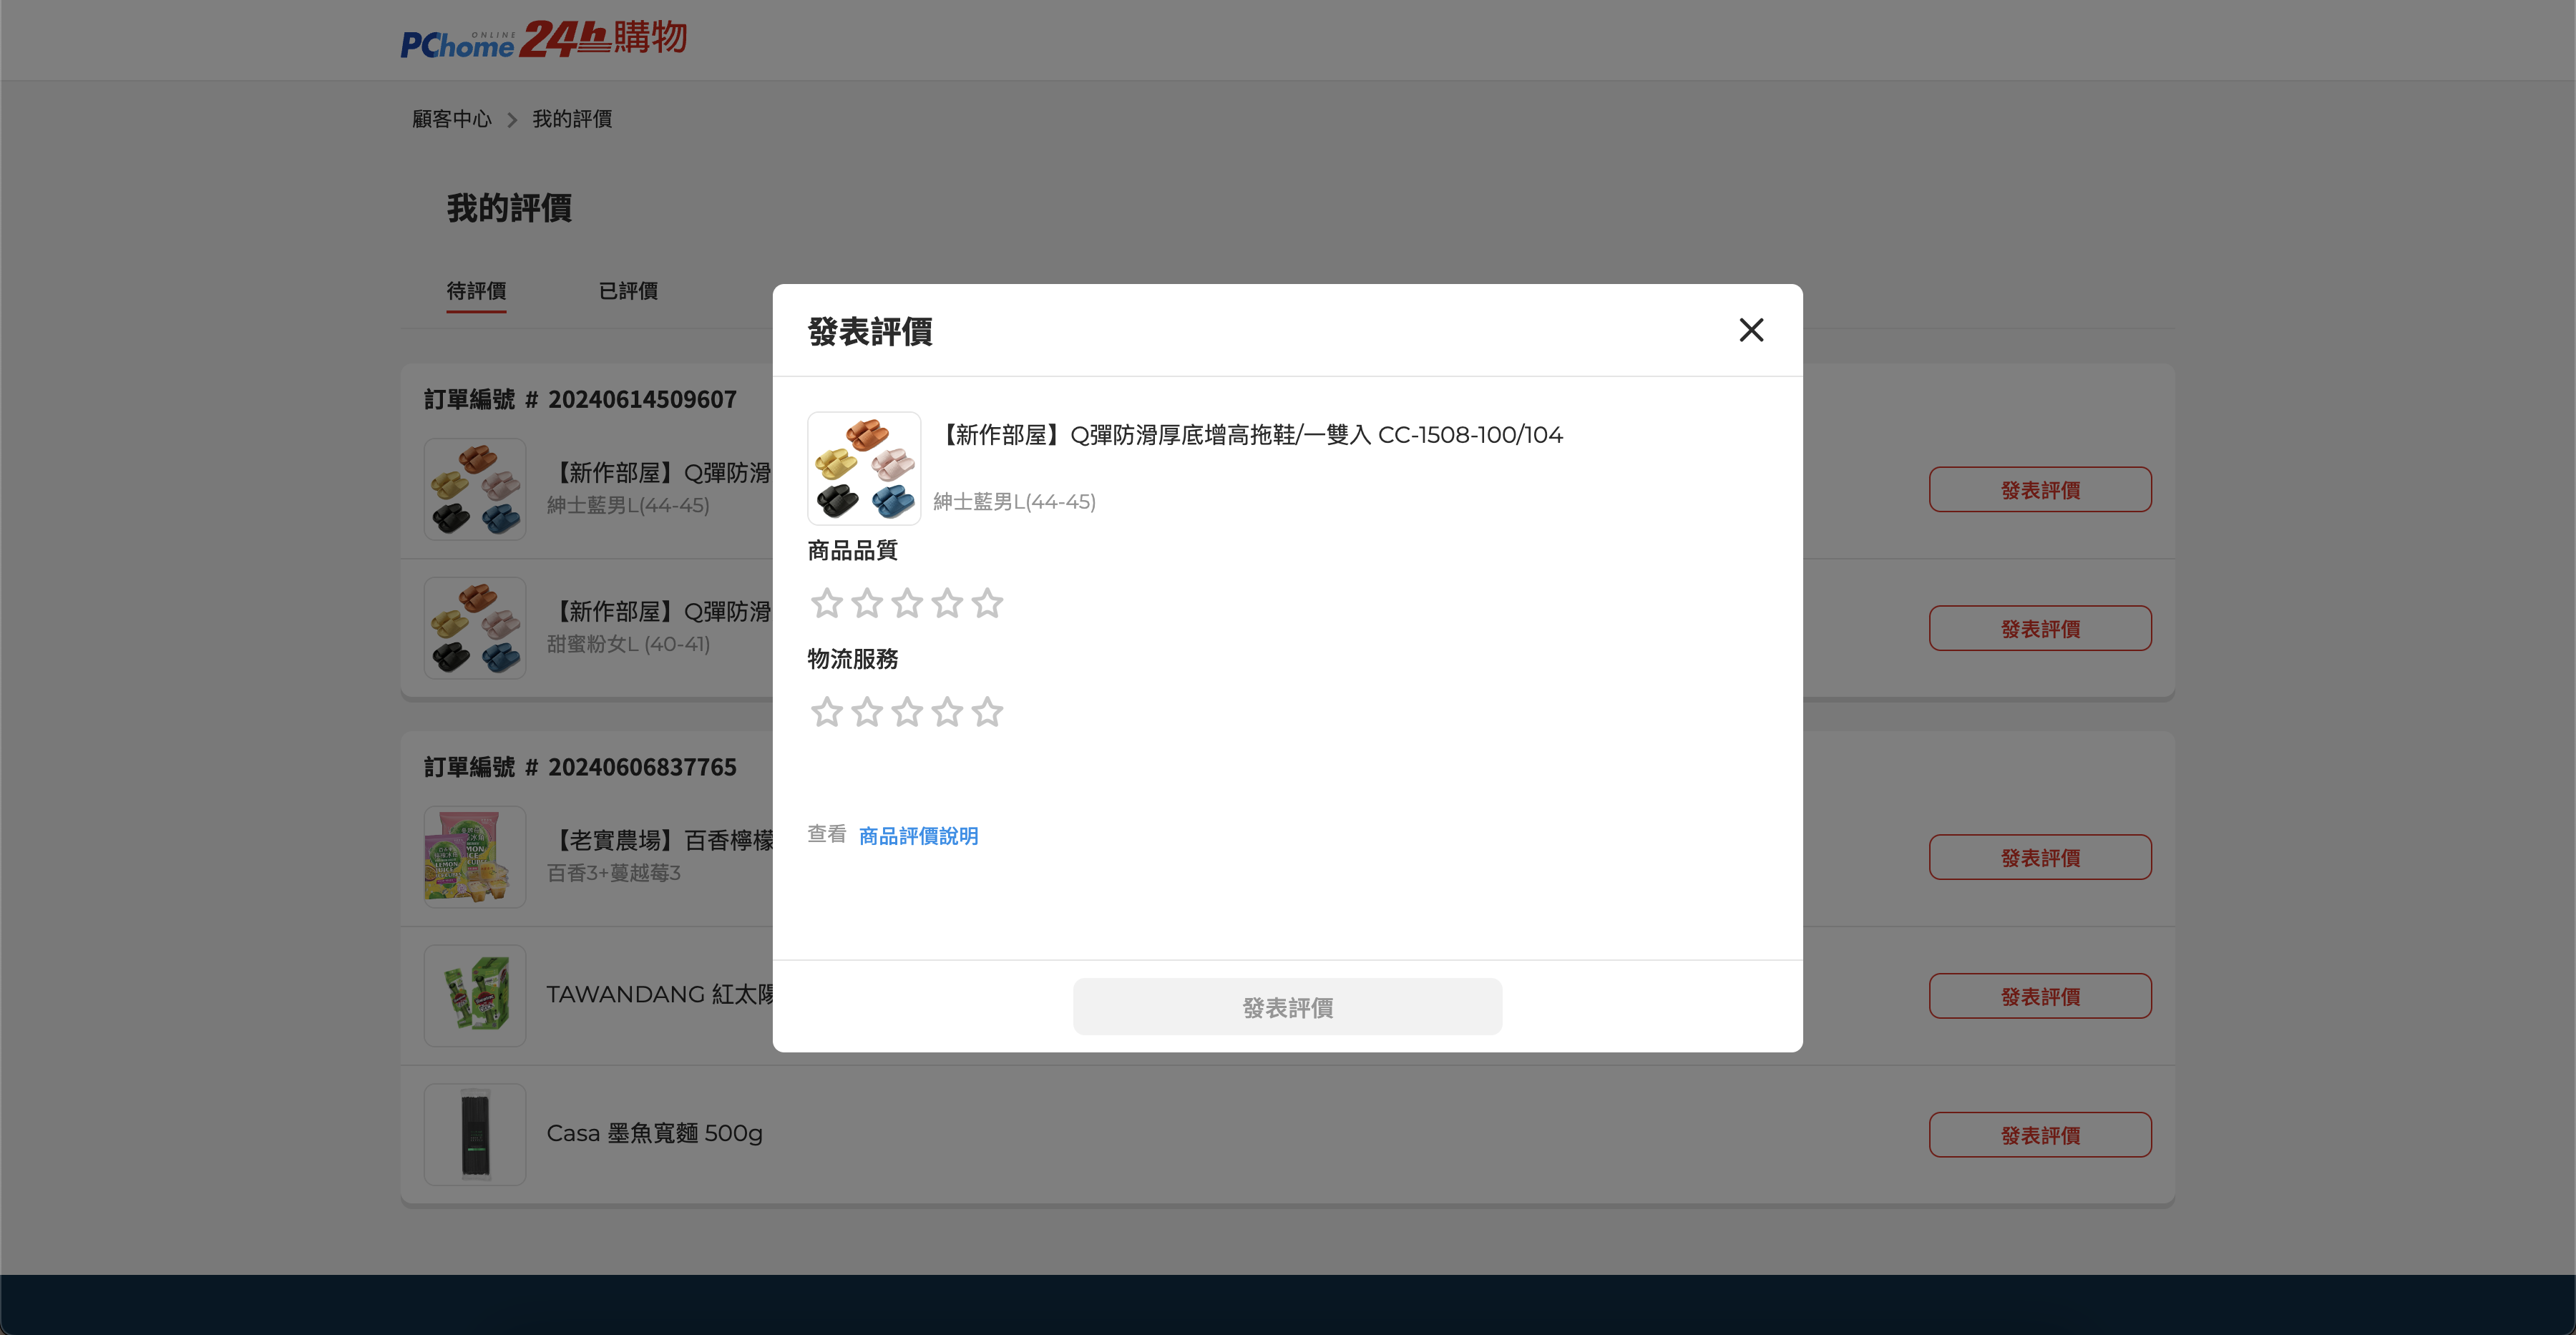 PChome ONLINE 24h購物
顧客中心 > 我的評價
我的評價
待評價 已評價
發表評價
【新作部屋】Q彈防滑厚底增高拖鞋/一雙入 CC-1508-100/104
紳士藍男L(44-45)
商品品質
物流服務
查看 商品評價說明
發表評價
訂單編號 # 20240614509607
【新作部屋】Q彈防滑
紳士藍男L(44-45)
發表評價
【新作部屋】Q彈防滑
甜蜜粉女L (40-41)
發表評價
訂單編號 # 20240606837765
【老實農場】百香檸檬
百香3+蔓越莓3
發表評價
TAWANDANG 紅太陽
發表評價
Casa 墨魚寬麵 500g
發表評價